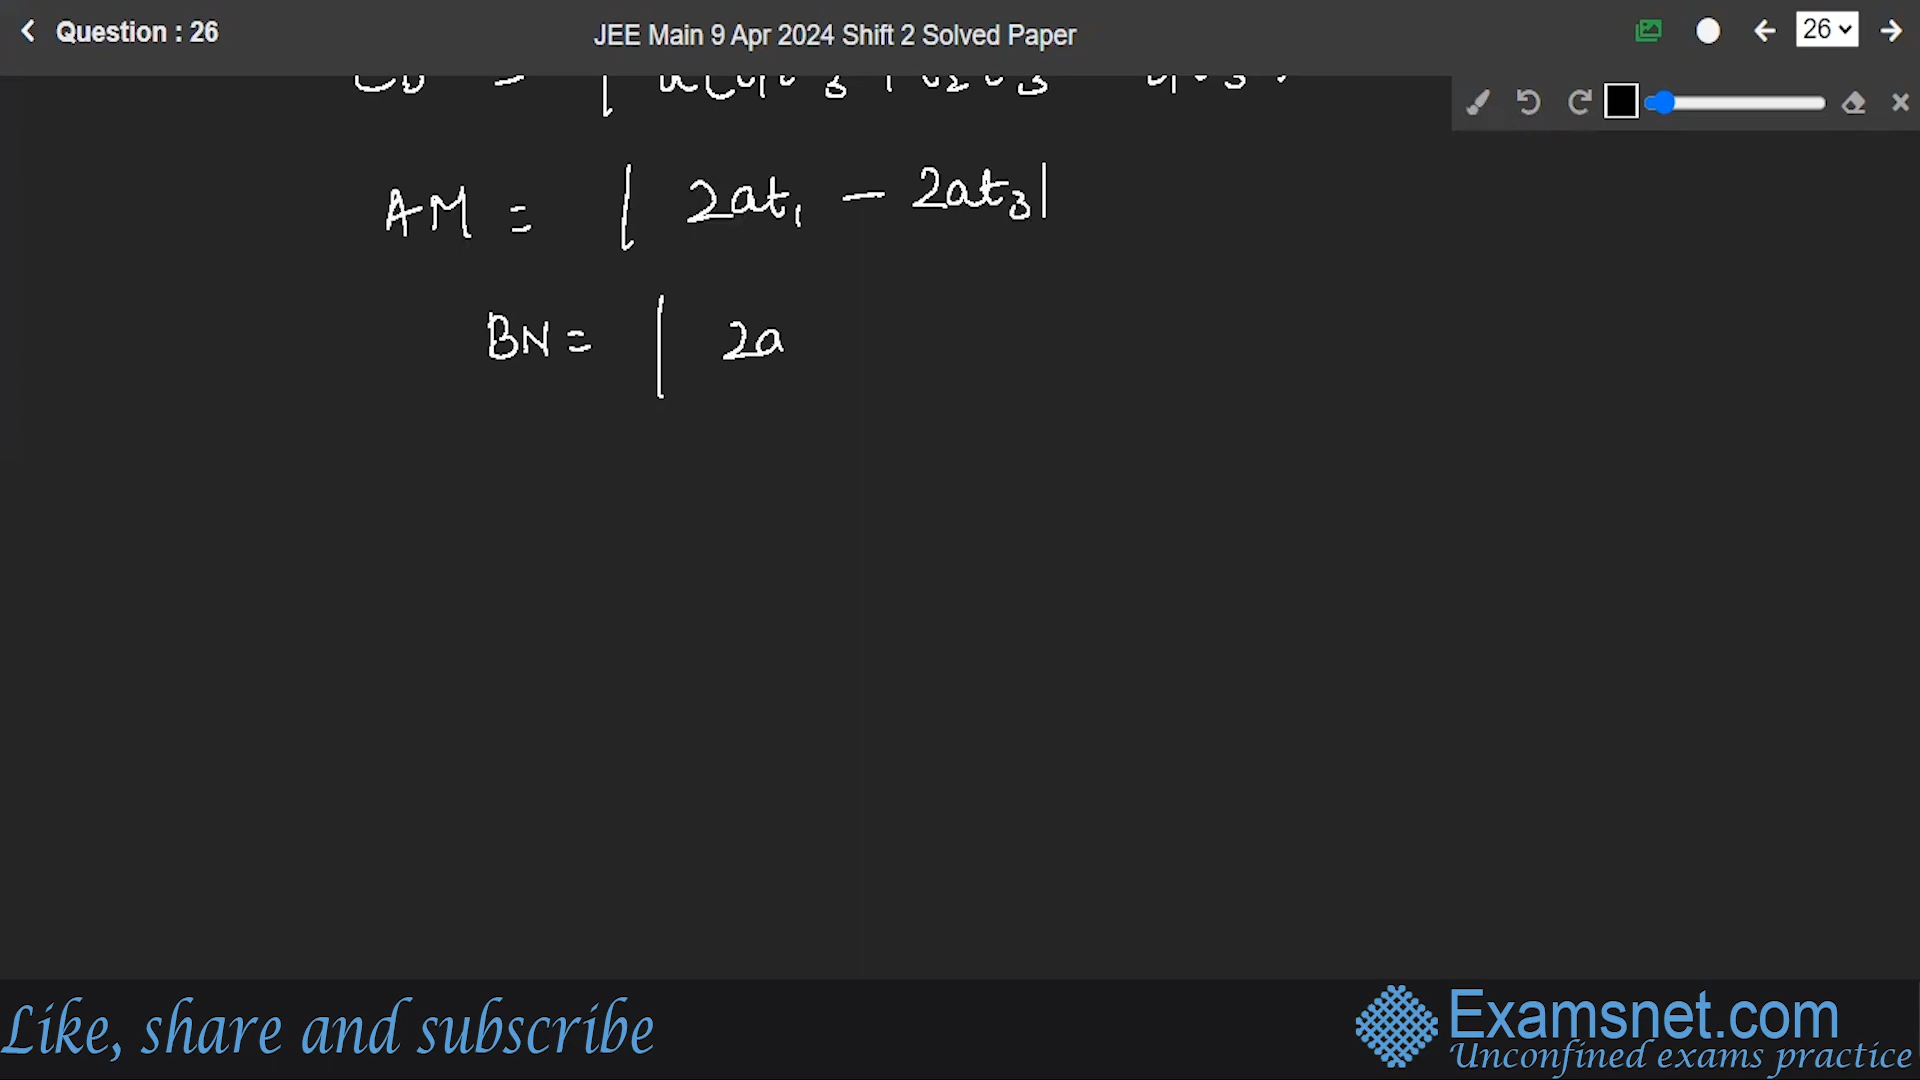 Question : 26
JEE Main 9 Apr 2024 Shift 2 Solved Paper
26
AM = | 2at₁ − 2at₃|
BN = | 2a
Like, share and subscribe
Examsnet.com
Unconfined exams practice